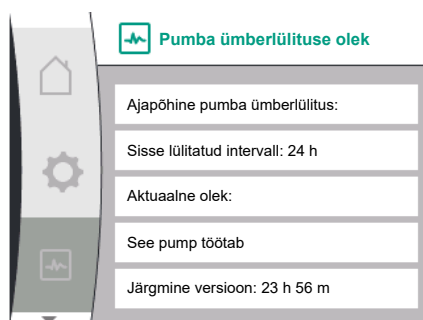 Pumba ümberlülituse olek
Ajapõhine pumba ümberlülitus:
Sisse lülitatud intervall: 24 h
Aktuaalne olek:
See pump töötab
Järgmine versioon: 23 h 56 m